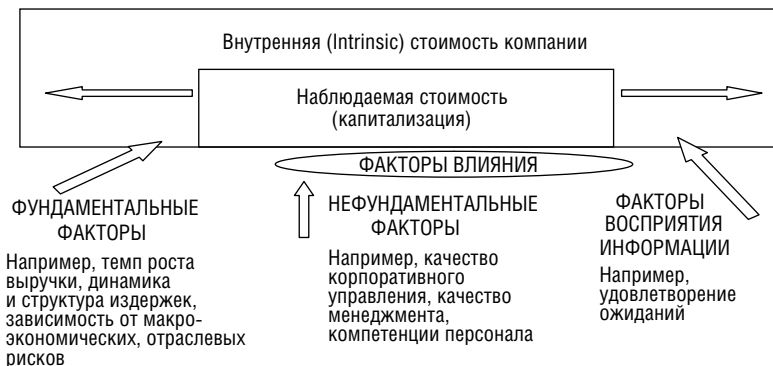 Внутренняя (Intrinsic) стоимость компании
Наблюдаемая стоимость
(капитализация)
ФАКТОРЫ ВЛИЯНИЯ
ФУНДАМЕНТАЛЬНЫЕ
ФАКТОРЫ
Например, темп роста
выручки, динамика
и структура издержек,
зависимость от макро-
экономических, отраслевых
рисков
НЕФУНДАМЕНТАЛЬНЫЕ
ФАКТОРЫ
Например, качество
корпоративного
управления, качество
менеджмента,
компетенции персонала
ФАКТОРЫ
ВОСПРИЯТИЯ
ИНФОРМАЦИИ
Например,
удовлетворение
ожиданий